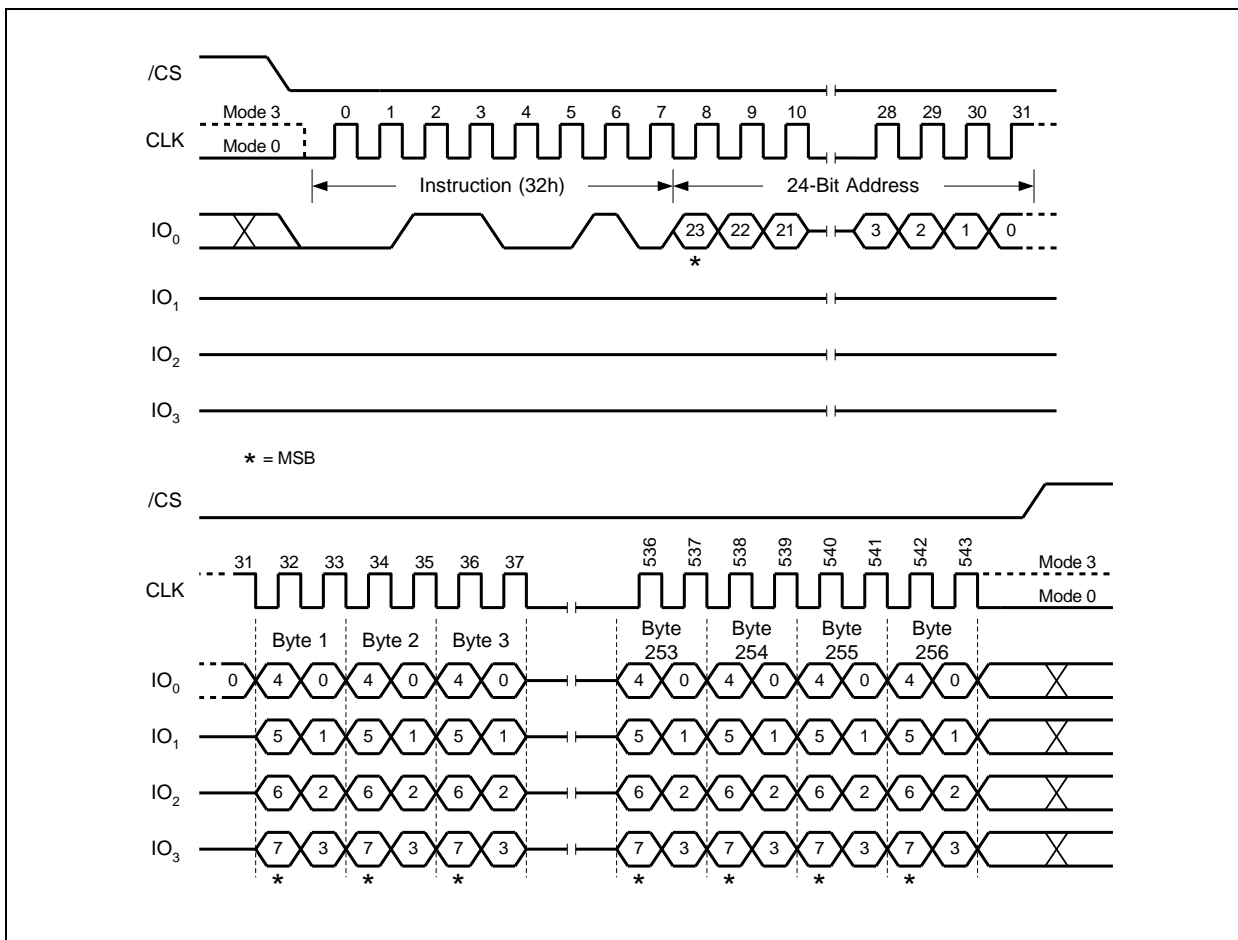 /CS
Mode 3 0 1 2 3 4 5 6 7 8 9 10 28 29 30 31
CLK
Mode 0
Instruction (32h) 24-Bit Address
IO0 23 22 21 3 2 1 0
*
IO1
IO2
IO3
* = MSB
/CS
31 32 33 34 35 36 37 536 537 538 539 540 541 542 543 Mode 3
CLK
Mode 0
Byte 1 Byte 2 Byte 3 Byte 253 Byte 254 Byte 255 Byte 256
IO0 0 4 0 4 0 4 0 4 0 4 0 4 0 4 0
IO1 5 1 5 1 5 1 5 1 5 1 5 1 5 1
IO2 6 2 6 2 6 2 6 2 6 2 6 2 6 2
IO3 7 3 7 3 7 3 7 3 7 3 7 3 7 3
* * * * * * *